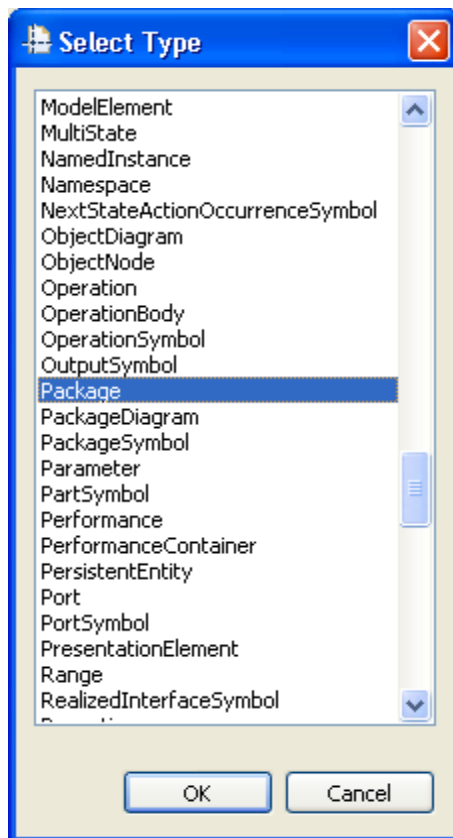 Select Type
ModelElement
MultiState
NamedInstance
Namespace
NextStateActionOccurrenceSymbol
ObjectDiagram
ObjectNode
Operation
OperationBody
OperationSymbol
OutputSymbol
Package
PackageDiagram
PackageSymbol
Parameter
PartSymbol
Performance
PerformanceContainer
PersistentEntity
Port
PortSymbol
PresentationElement
Range
RealizedInterfaceSymbol
OK Cancel